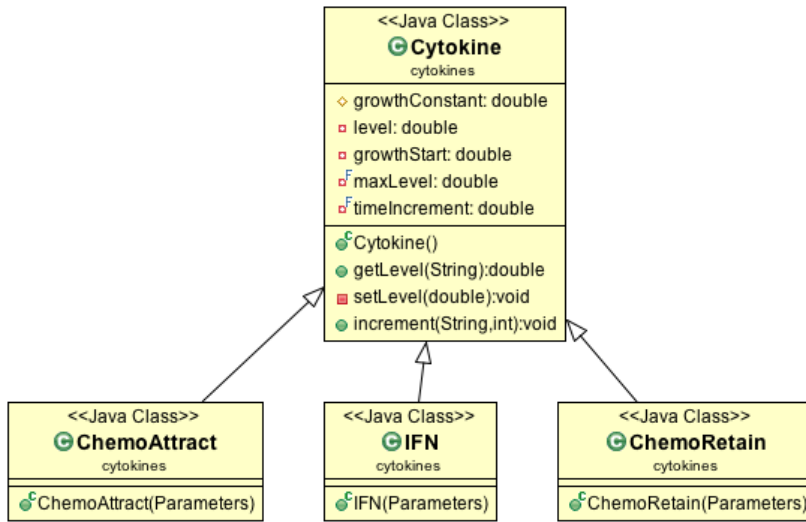 <<Java Class>>
Cytokine
cytokines
growthConstant: double
level: double
growthStart: double
F maxLevel: double
F timeIncrement: double
C Cytokine()
getLevel(String):double
setLevel(double):void
increment(String,int):void
<<Java Class>>
C ChemoAttract
cytokines
C ChemoAttract(Parameters)
<<Java Class>>
C IFN
cytokines
C IFN(Parameters)
<<Java Class>>
C ChemoRetain
cytokines
C ChemoRetain(Parameters)